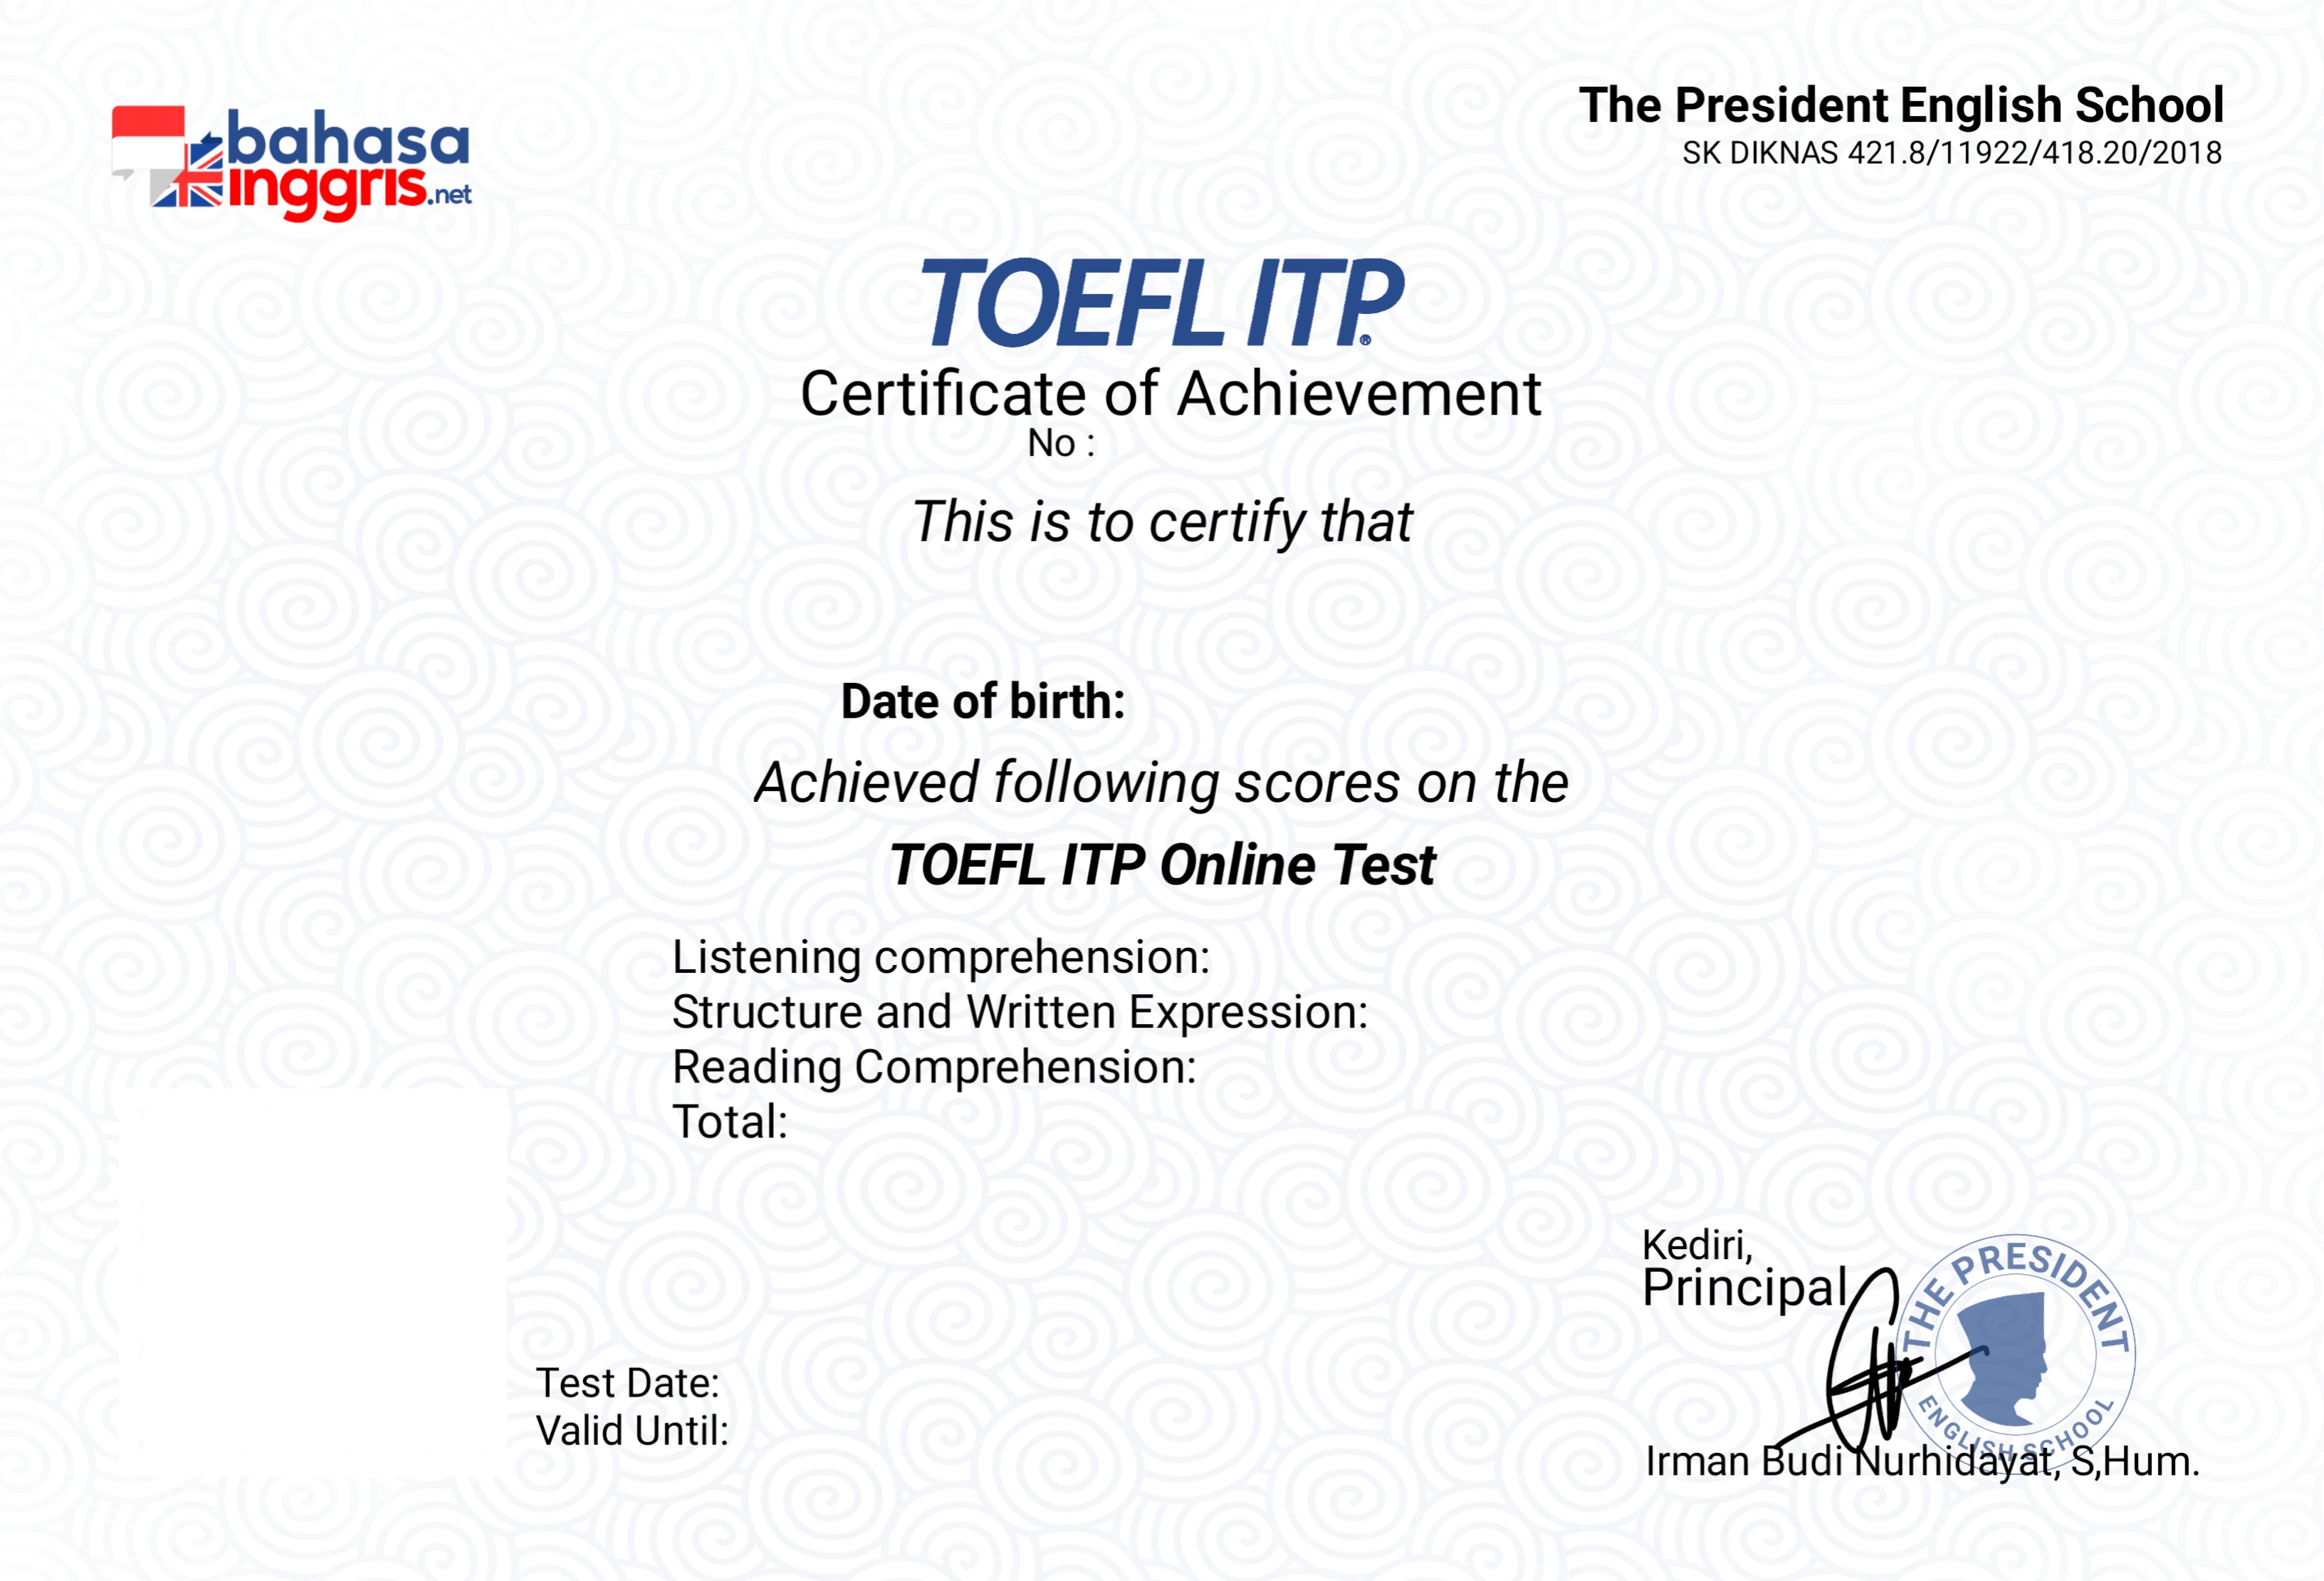 bahasa
inggris.net
The President English School
SK DIKNAS 421.8/11922/418.20/2018
TOEFL ITP®
Certificate of Achievement
No :
This is to certify that
Date of birth:
Achieved following scores on the
TOEFL ITP Online Test
Listening comprehension:
Structure and Written Expression:
Reading Comprehension:
Total:
Test Date:
Valid Until:
Kediri,
Principal
THE PRESIDENT
ENGLISH SCHOOL
Irman Budi Nurhidayat, S,Hum.